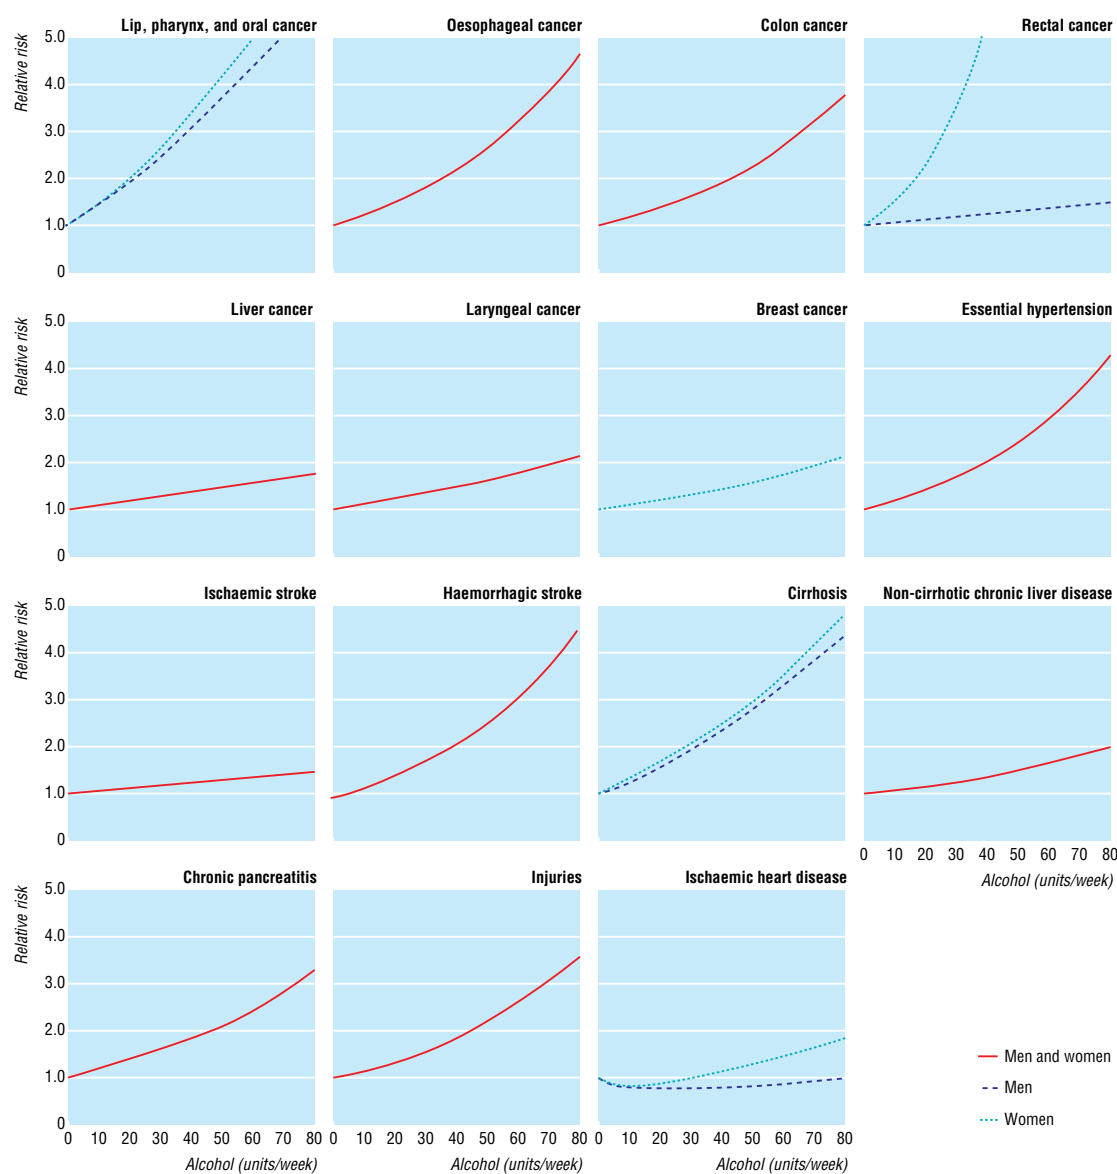 Lip, pharynx, and oral cancer
Oesophageal cancer
Colon cancer
Rectal cancer
Relative risk
5.0
4.0
3.0
2.0
1.0
0
Liver cancer
Laryngeal cancer
Breast cancer
Essential hypertension
Relative risk
5.0
4.0
3.0
2.0
1.0
0
Ischaemic stroke
Haemorrhagic stroke
Cirrhosis
Non-cirrhotic chronic liver disease
Relative risk
5.0
4.0
3.0
2.0
1.0
0
0 10 20 30 40 50 60 70 80
Alcohol (units/week)
Chronic pancreatitis
Injuries
Ischaemic heart disease
Relative risk
5.0
4.0
3.0
2.0
1.0
0
0 10 20 30 40 50 60 70 80
Alcohol (units/week)
0 10 20 30 40 50 60 70 80
Alcohol (units/week)
0 10 20 30 40 50 60 70 80
Alcohol (units/week)
Men and women
Men
Women